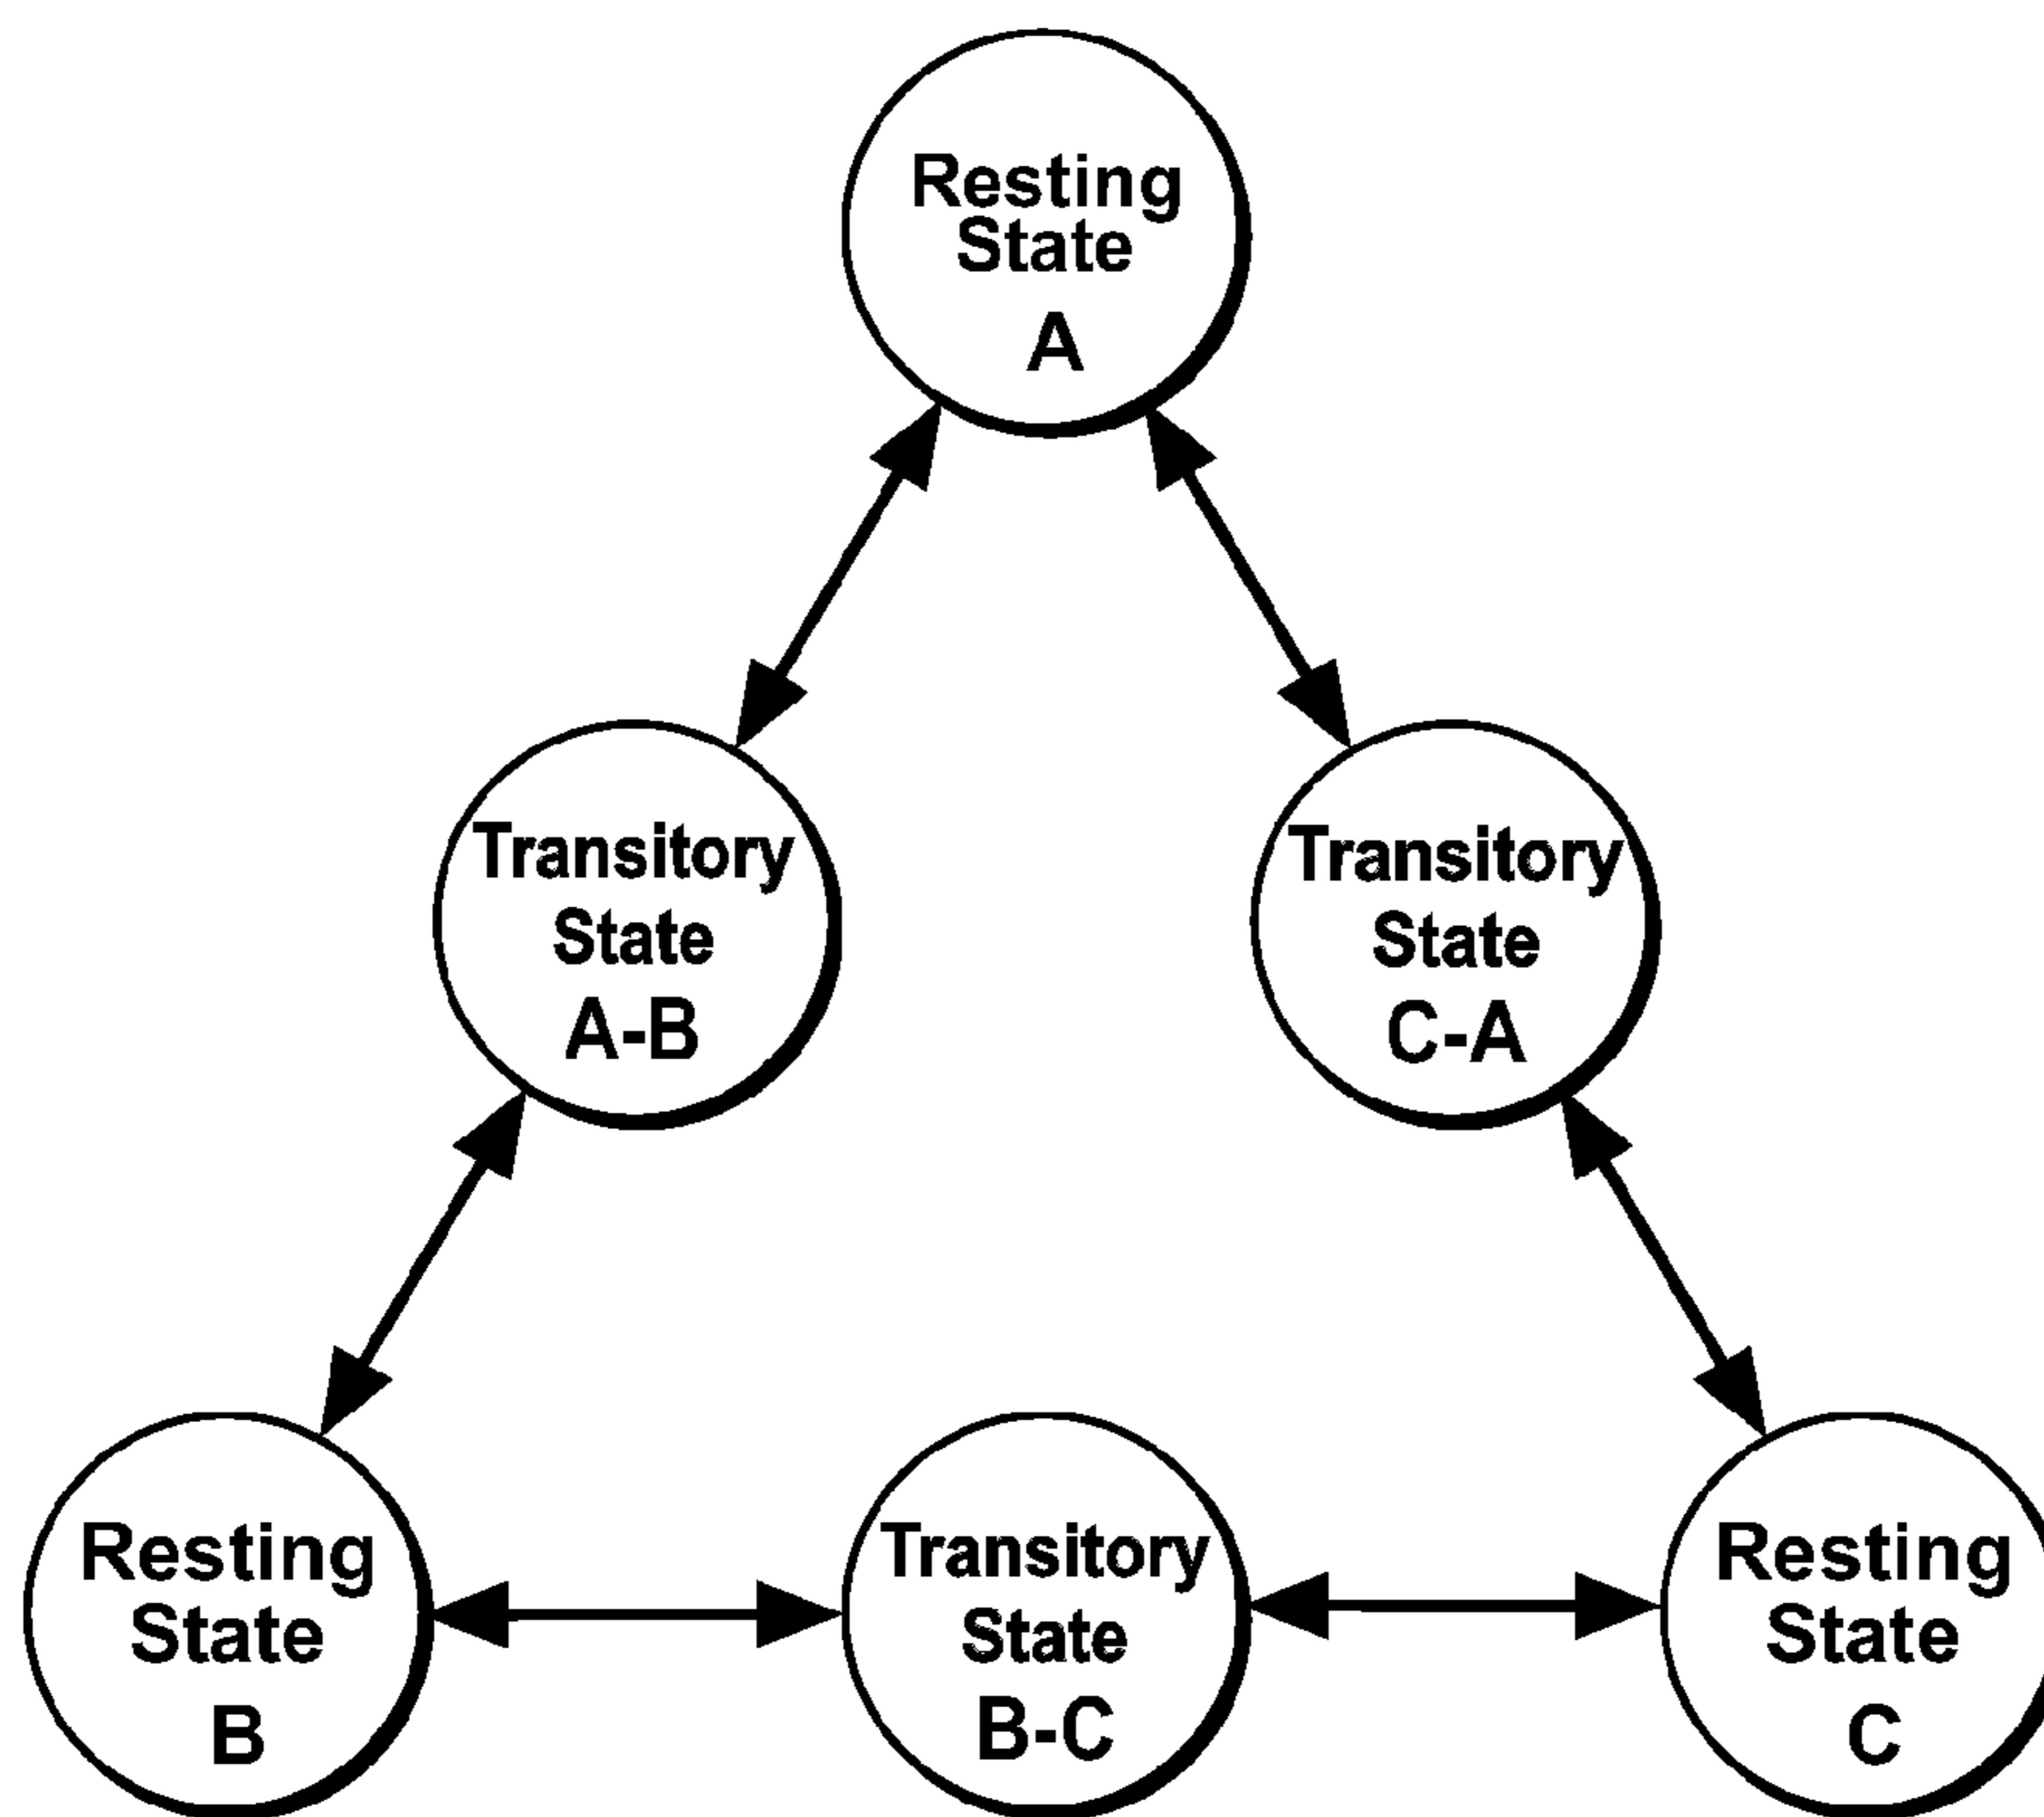 Resting
State
A
Transitory
State
A-B
Transitory
State
C-A
Resting
State
B
Transitory
State
B-C
Resting
State
C